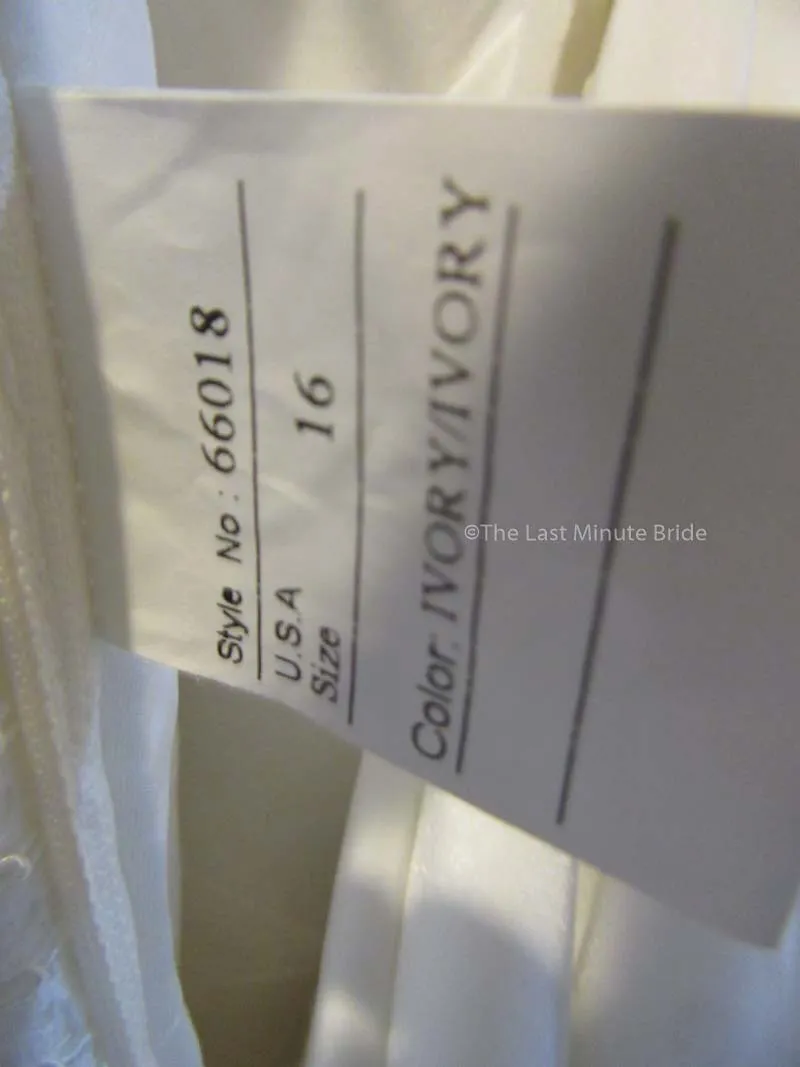 Style No: 66018
U.S.A
Size 16
Color: IVORY/IVORY
©The Last Minute Bride